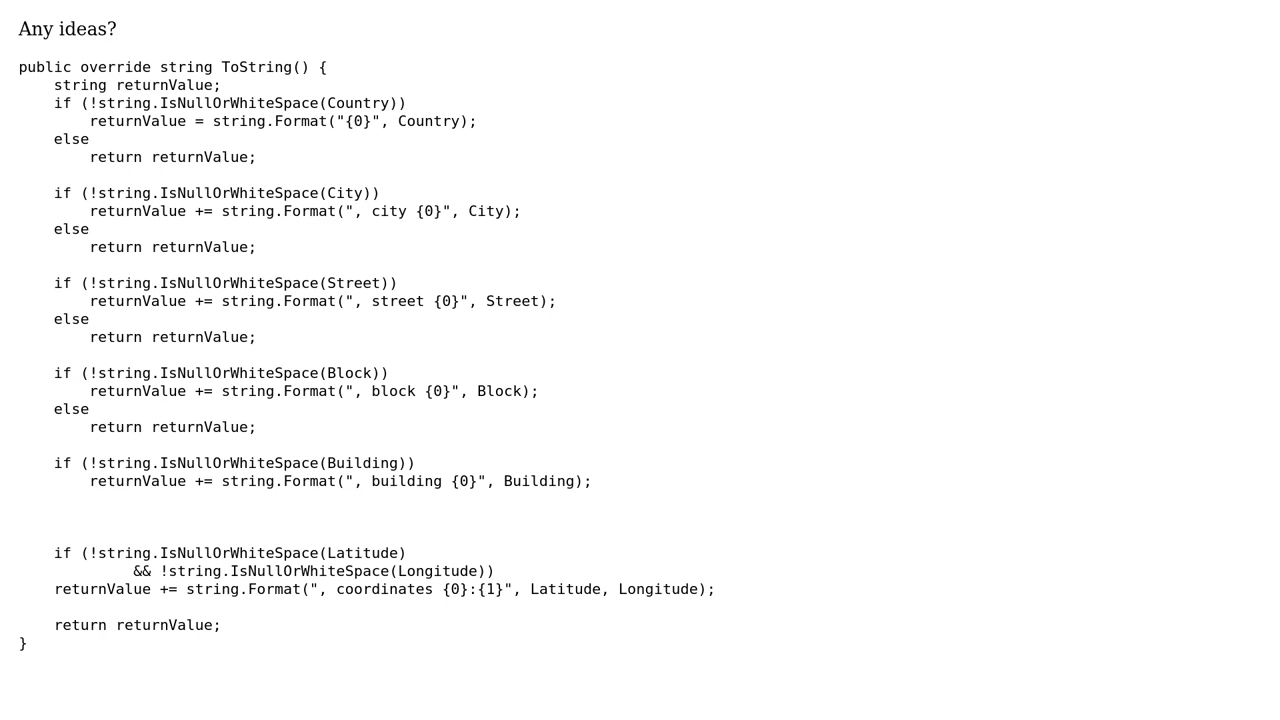 Any ideas?
public override string ToString() {
    string returnValue;
    if (!string.IsNullOrWhiteSpace(Country))
        returnValue = string.Format("{0}", Country);
    else
        return returnValue;

    if (!string.IsNullOrWhiteSpace(City))
        returnValue += string.Format(", city {0}", City);
    else
        return returnValue;

    if (!string.IsNullOrWhiteSpace(Street))
        returnValue += string.Format(", street {0}", Street);
    else
        return returnValue;

    if (!string.IsNullOrWhiteSpace(Block))
        returnValue += string.Format(", block {0}", Block);
    else
        return returnValue;

    if (!string.IsNullOrWhiteSpace(Building))
        returnValue += string.Format(", building {0}", Building);



    if (!string.IsNullOrWhiteSpace(Latitude)
             && !string.IsNullOrWhiteSpace(Longitude))
    returnValue += string.Format(", coordinates {0}:{1}", Latitude, Longitude);

    return returnValue;
}